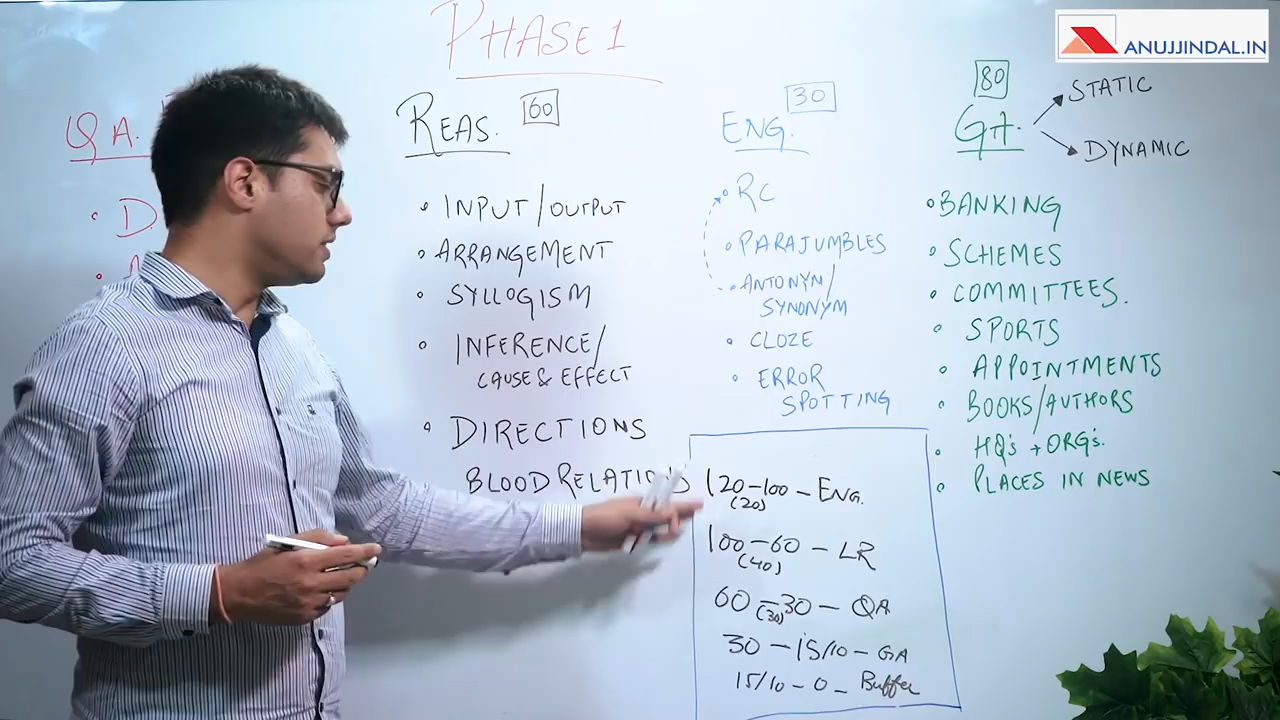 PHASE 1
ANUJJINDAL.IN
QA.
D.
REAS. 60
INPUT/OUTPUT
ARRANGEMENT
SYLLOGISM
INFERENCE/
CAUSE & EFFECT
DIRECTIONS
BLOOD RELATIONS
30
ENG.
RC
PARAJUMBLES
ANTONYM/
SYNONYM
CLOZE
ERROR
SPOTTING
80
GA.
STATIC
DYNAMIC
BANKING
SCHEMES
COMMITTEES.
SPORTS
APPOINTMENTS
BOOKS/AUTHORS
HQ's + ORG's.
PLACES IN NEWS
120-100 - ENG.
(20)
100-60 - LR
(40)
60-30 - QA
(30)
30 - 15/10 - GA
15/10 - 0 - Buffer